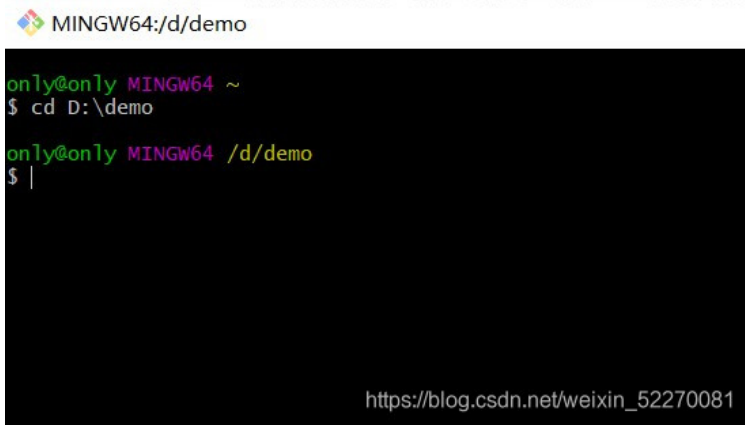 MINGW64:/d/demo
only@only MINGW64 ~
$ cd D:\demo
only@only MINGW64 /d/demo
$
https://blog.csdn.net/weixin_52270081